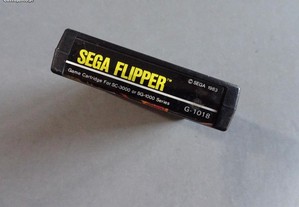 SEGA FLIPPER™
© SEGA 1983
Game Cartridge For SC-3000 or SG-1000 Series
G-1018